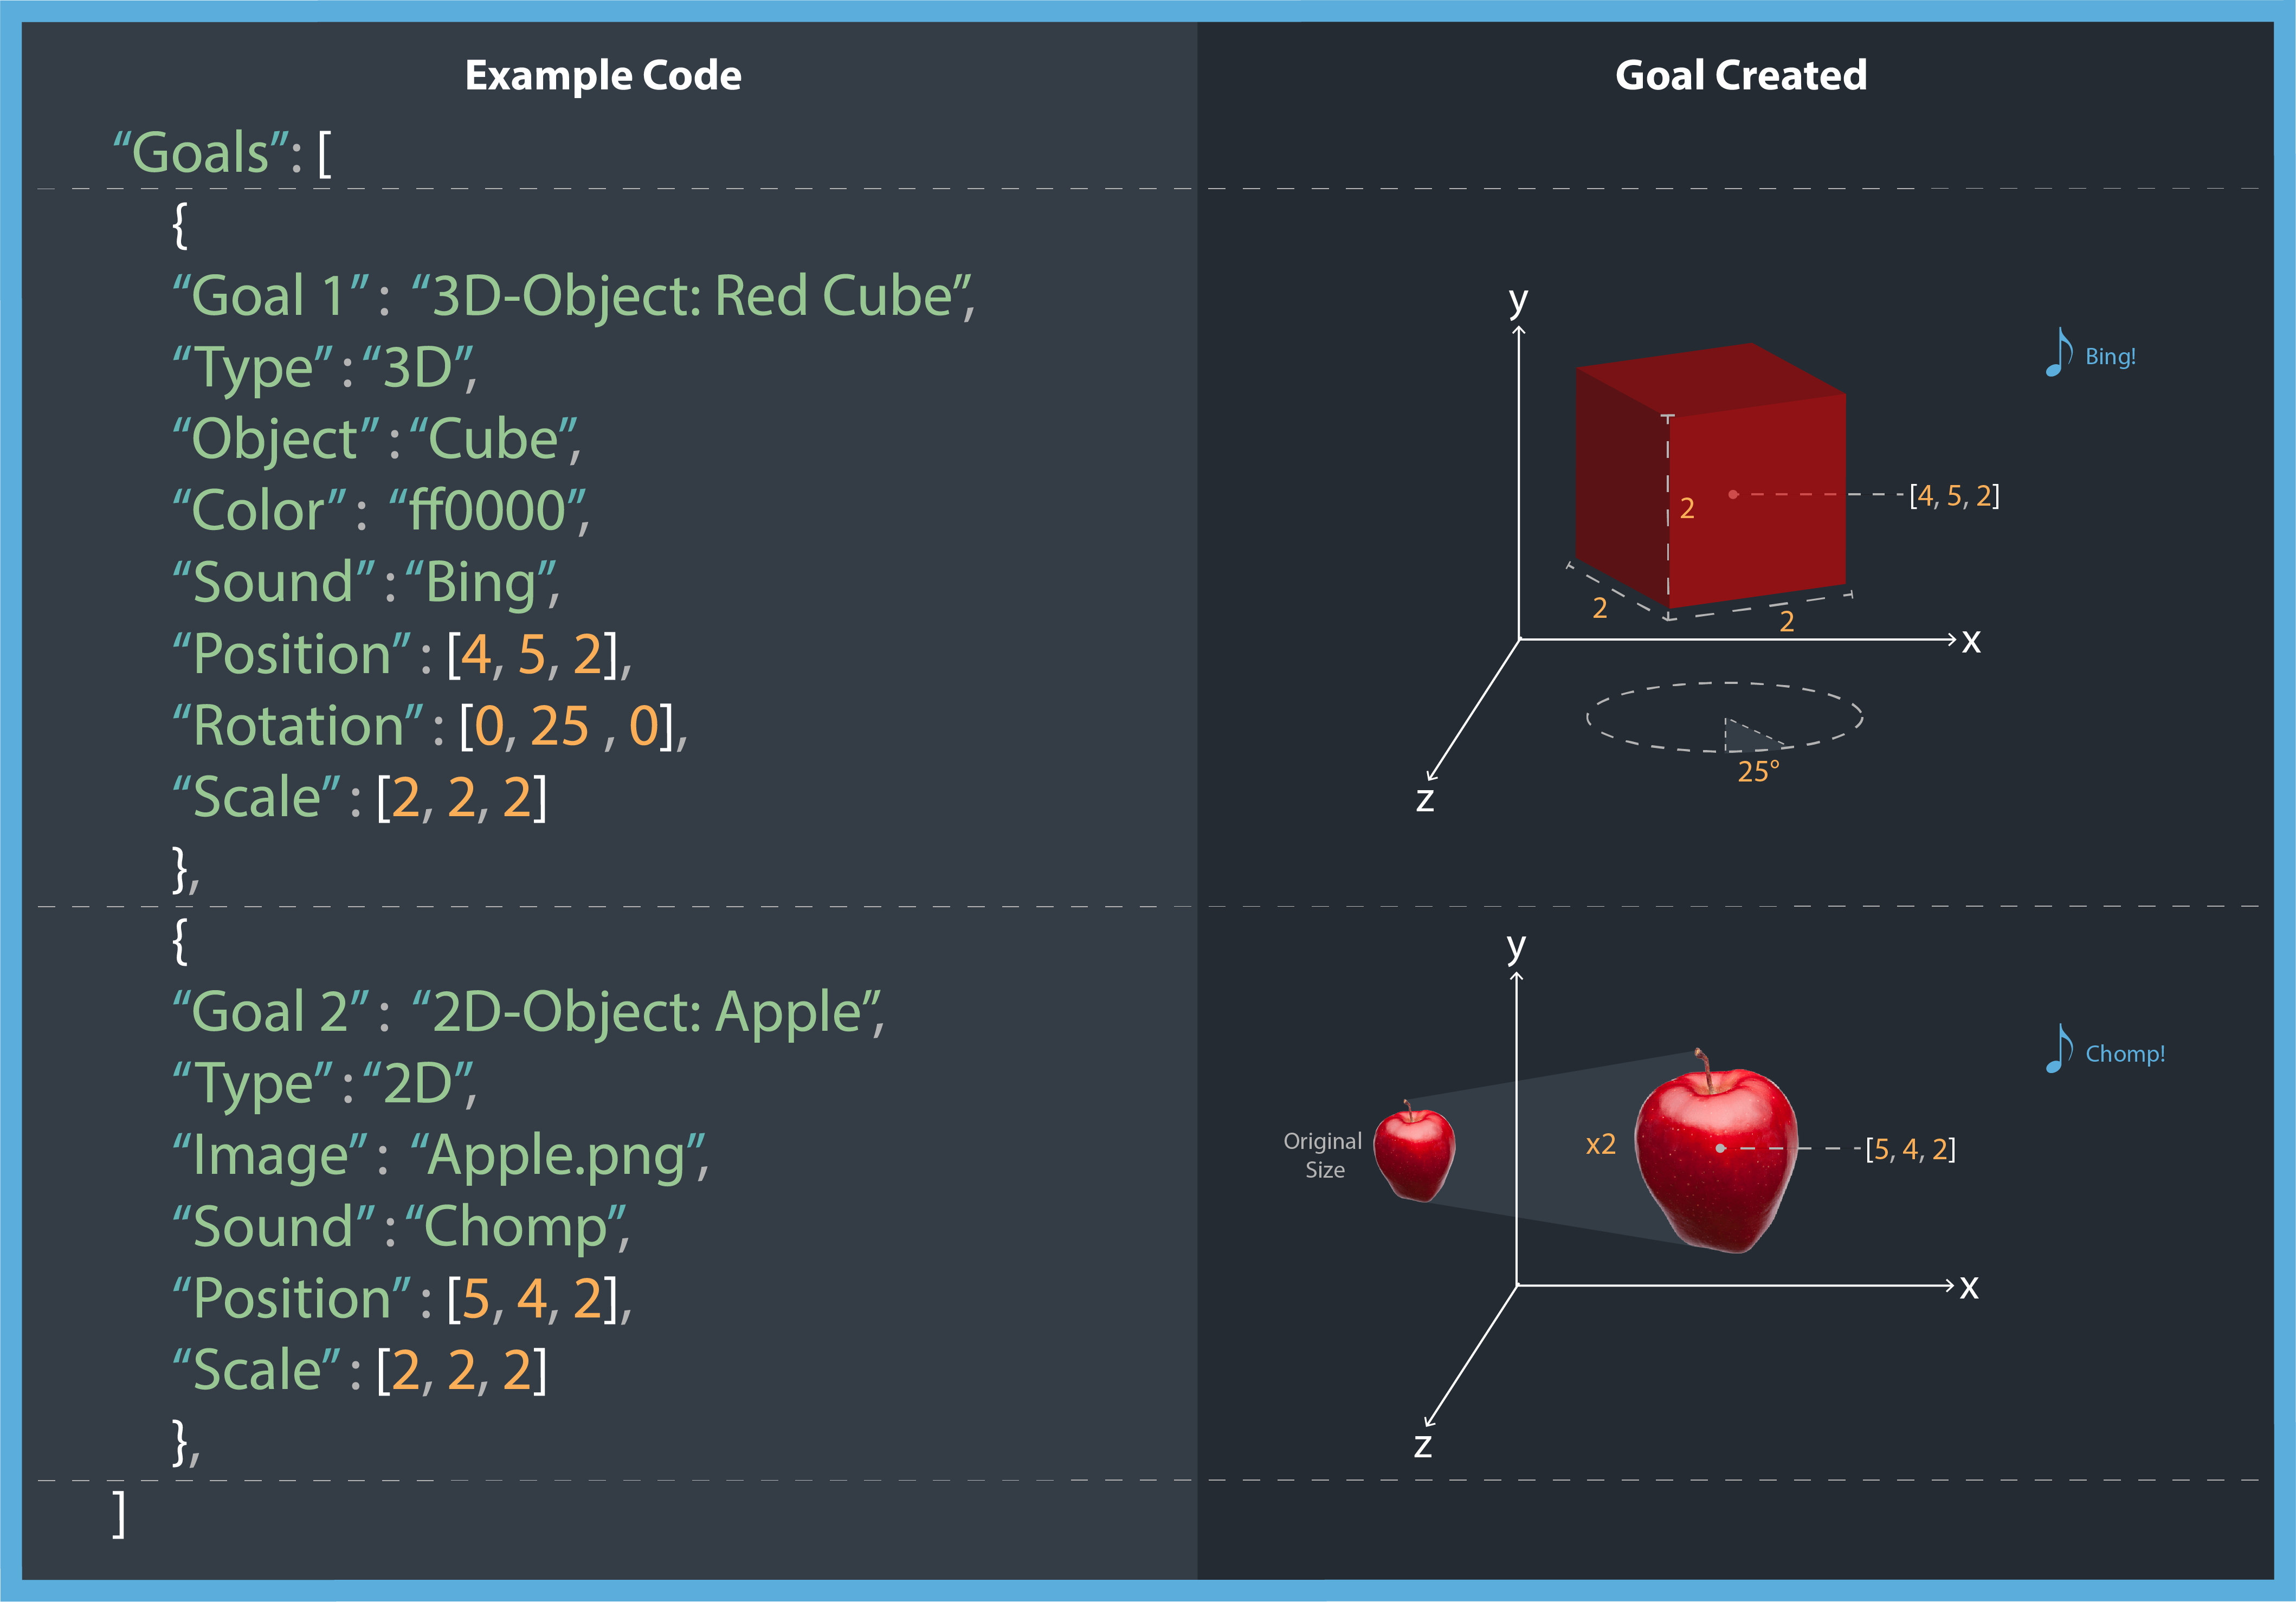 Example Code
“Goals”: [
{
“Goal 1” : “3D-Object: Red Cube”,
“Type” : “3D”,
“Object” : “Cube”,
“Color” : “ff0000”,
“Sound” : “Bing”,
“Position” : [4, 5, 2],
“Rotation” : [0, 25 , 0],
“Scale” : [2, 2, 2]
},
{
“Goal 2” : “2D-Object: Apple”,
“Type” : “2D”,
“Image” : “Apple.png”,
“Sound” : “Chomp”,
“Position” : [5, 4, 2],
“Scale” : [2, 2, 2]
},
]
Goal Created
y
Bing!
[4, 5, 2]
2
2
2
x
25°
z
y
Chomp!
Original
Size
x2
[5, 4, 2]
x
z